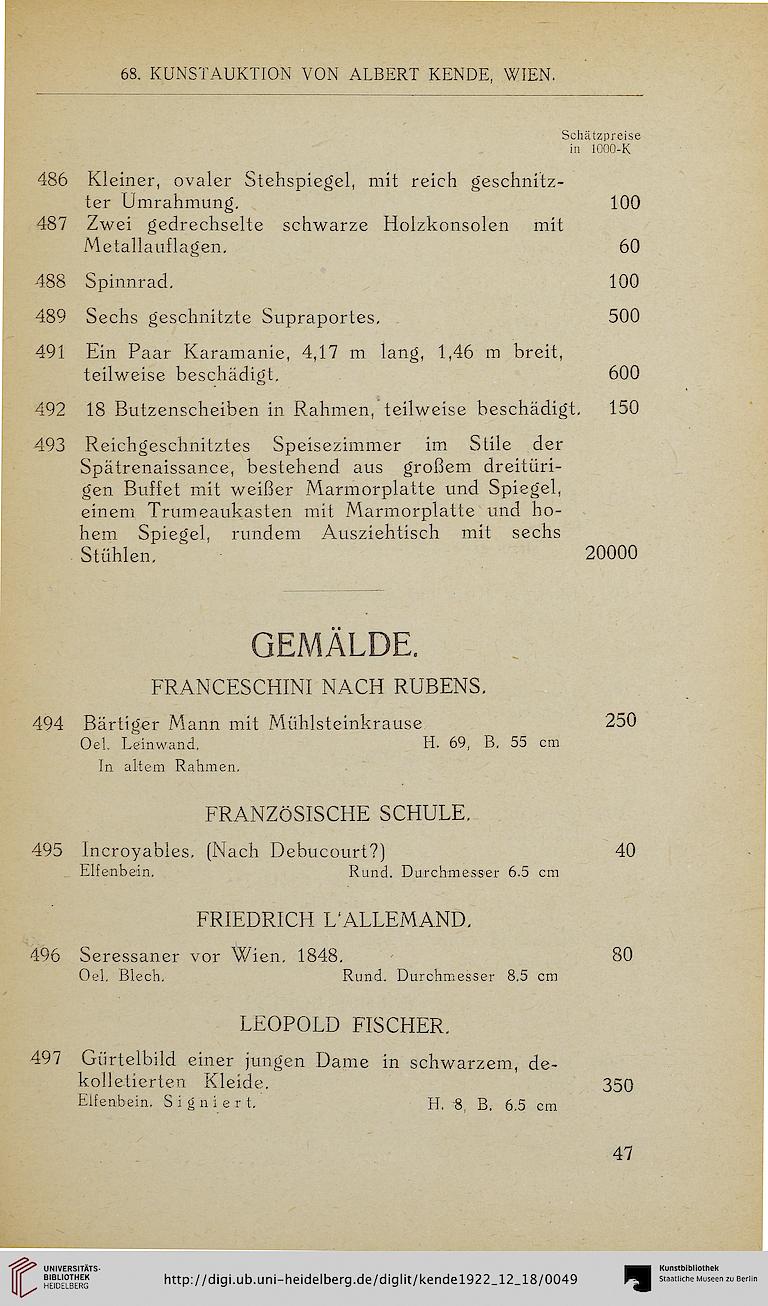 68. KUNSTAUKTION VON ALBERT KENDE, WIEN.
Schätzpreise
in 1000-K
486 Kleiner, ovaler Stehspiegel, mit reich geschnitz-
ter Umrahmung. 100
487 Zwei gedrechselte schwarze Holzkonsolen mit
Metallauflagen. 60
488 Spinnrad. 100
489 Sechs geschnitzte Supraportes. 500
491 Ein Paar Karamanie, 4,17 m lang, 1,46 m breit,
teilweise beschädigt. 600
492 18 Butzenscheiben in Rahmen, teilweise beschädigt. 150
493 Reichgeschnitztes Speisezimmer im Stile der
Spätrenaissance, bestehend aus großem dreitüri-
gen Buffet mit weißer Marmorplatte und Spiegel,
einem Trumeaukasten mit Marmorplatte und ho-
hem Spiegel, rundem Ausziehtisch mit sechs
Stühlen. 20000
GEMÄLDE.
FRANCESCHINI NACH RUBENS.
494 Bärtiger Mann mit Mühlsteinkrause 250
Oel. Leinwand. H. 69, B. 55 cm
In altem Rahmen.
FRANZÖSISCHE SCHULE.
495 Incroyables. (Nach Debucourt?) 40
Elfenbein. Rund. Durchmesser 6.5 cm
FRIEDRICH L'ALLEMAND.
496 Seressaner vor Wien. 1848. 80
Oel. Blech. Rund. Durchmesser 8.5 cm
LEOPOLD FISCHER.
497 Gürtelbild einer jungen Dame in schwarzem, de-
kolletierten Kleide. 350
Elfenbein. Signiert. H. 8, B. 6.5 cm
47
UNIVERSITÄTS-
BIBLIOTHEK
HEIDELBERG
http://digi.ub.uni-heidelberg.de/diglit/kende1922_12_18/0049
Kunstbibliothek
Staatliche Museen zu Berlin